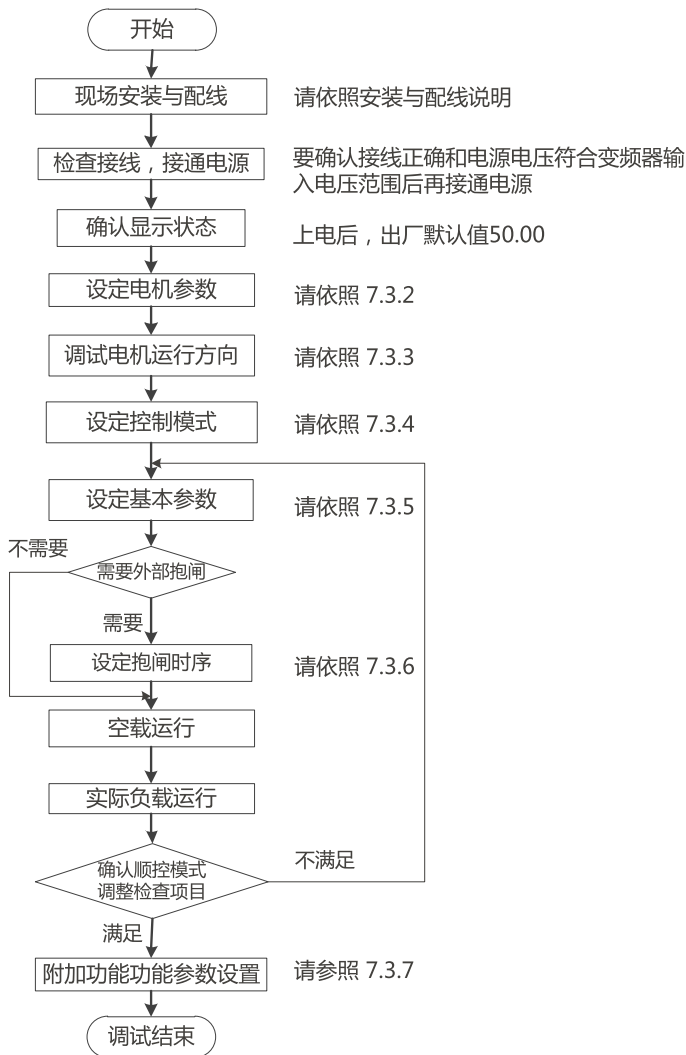 开始
现场安装与配线
请依照安装与配线说明
检查接线，接通电源
要确认接线正确和电源电压符合变频器输
入电压范围后再接通电源
确认显示状态
上电后，出厂默认值50.00
设定电机参数
请依照 7.3.2
调试电机运行方向
请依照 7.3.3
设定控制模式
请依照 7.3.4
设定基本参数
请依照 7.3.5
不需要
需要外部抱闸
需要
设定抱闸时序
请依照 7.3.6
空载运行
实际负载运行
确认顺控模式
调整检查项目
不满足
满足
附加功能功能参数设置
请参照 7.3.7
调试结束